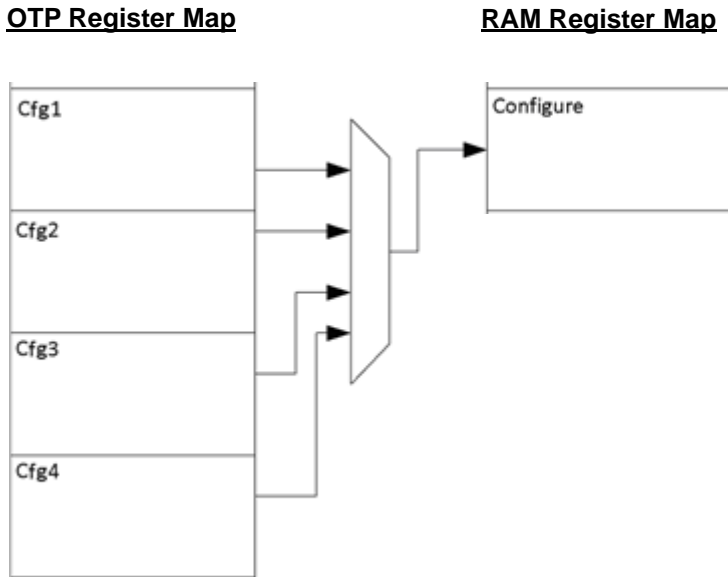 OTP Register Map
RAM Register Map
Cfg1
Configure
Cfg2
Cfg3
Cfg4